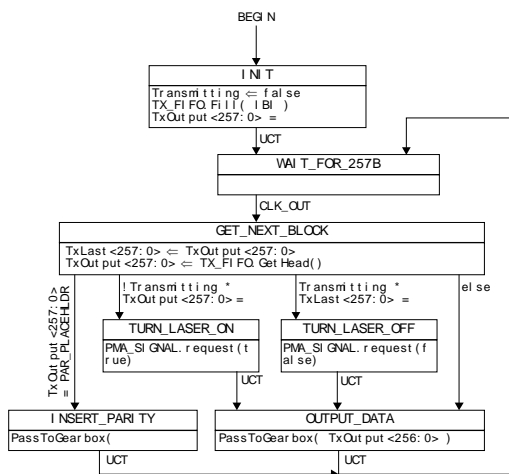 BEGIN
INIT
Transmitting ⇐ false
TX_FIFO.Fill( IBI )
TxOutput<257:0> =
UCT
WAIT_FOR_257B
CLK_OUT
GET_NEXT_BLOCK
TxLast<257:0> ⇐ TxOutput<257:0>
TxOutput<257:0> ⇐ TX_FIFO.GetHead()
TxOutput<257:0>
= PAR_PLACEHLDR
!Transmitting *
TxOutput<257:0> =
Transmitting *
TxLast<257:0> =
else
TURN_LASER_ON
PMA_SIGNAL.request(t
rue)
UCT
TURN_LASER_OFF
PMA_SIGNAL.request(f
alse)
UCT
INSERT_PARITY
PassToGearbox(
UCT
OUTPUT_DATA
PassToGearbox( TxOutput<256:0> )
UCT